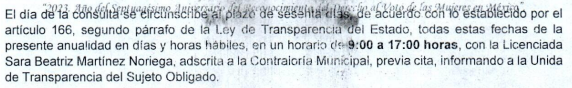 "2023, Año del Septuagésimo Aniversario del Reconocimiento del Derecho al Voto de las Mujeres en México"
El día de la consulta se circunscribe al plazo de sesenta días, de acuerdo con lo establecido por el
artículo 166, segundo párrafo de la Ley de Transparencia del Estado, todas estas fechas de la
presente anualidad en días y horas hábiles, en un horario de 9:00 a 17:00 horas, con la Licenciada
Sara Beatriz Martínez Noriega, adscrita a la Contraloría Municipal, previa cita, informando a la Unida
de Transparencia del Sujeto Obligado.